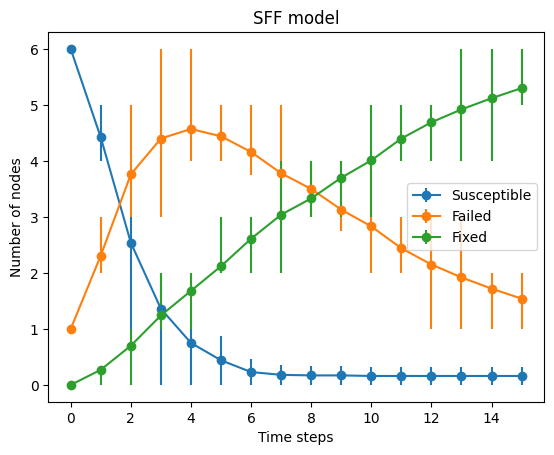 SFF model
Number of nodes
6
5
4
3
2
1
0
Susceptible
Failed
Fixed
0 2 4 6 8 10 12 14
Time steps